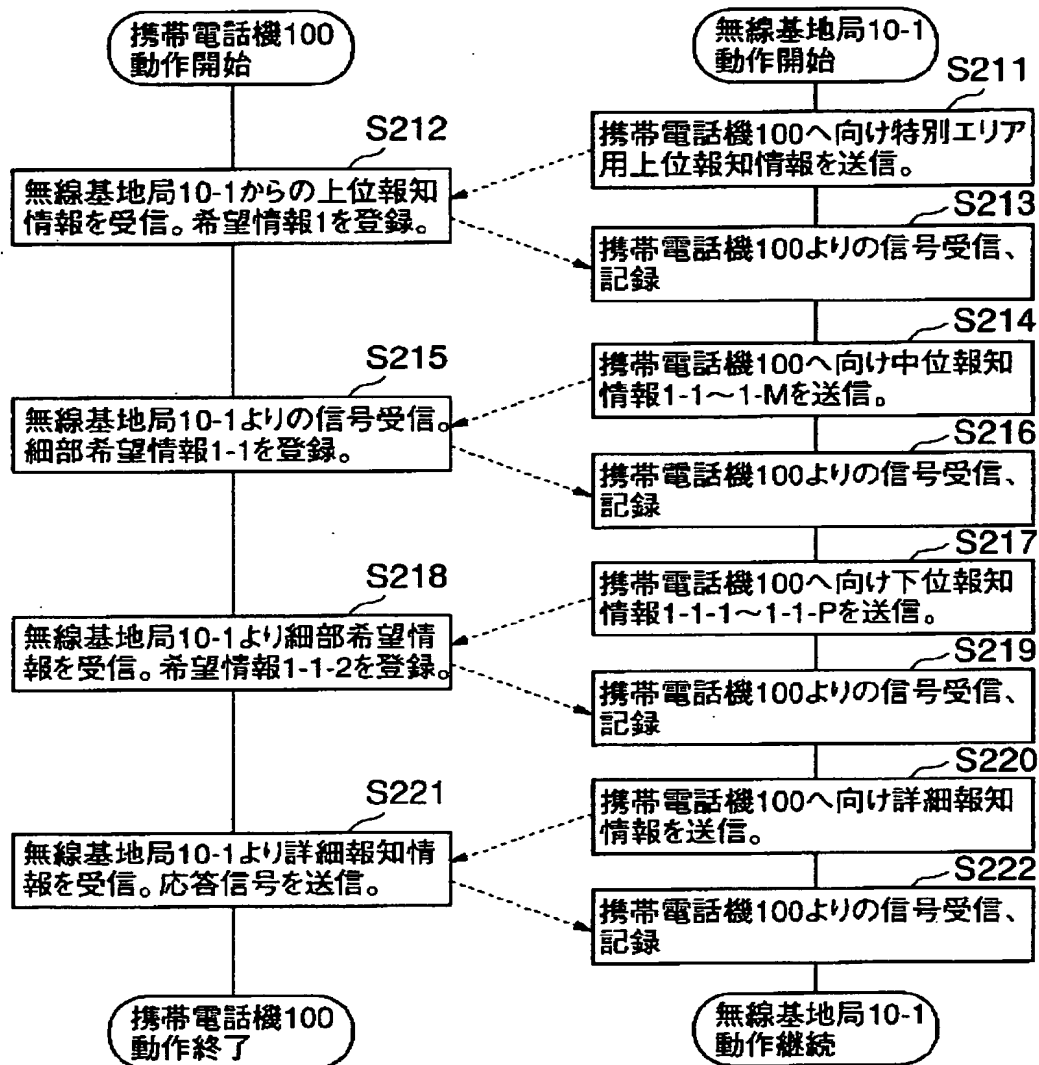 携帯電話機100
動作開始
無線基地局10-1
動作開始
S211
携帯電話機100へ向け特別エリア
用上位報知情報を送信。
S212
無線基地局10-1からの上位報知
情報を受信。希望情報1を登録。
S213
携帯電話機100よりの信号受信、
記録
S214
携帯電話機100へ向け中位報知
情報1-1～1-Mを送信。
S215
無線基地局10-1よりの信号受信。
細部希望情報1-1を登録。
S216
携帯電話機100よりの信号受信、
記録
S217
携帯電話機100へ向け下位報知
情報1-1-1～1-1-Pを送信。
S218
無線基地局10-1より細部希望情
報を受信。希望情報1-1-2を登録。
S219
携帯電話機100よりの信号受信、
記録
S220
携帯電話機100へ向け詳細報知
情報を送信。
S221
無線基地局10-1より詳細報知情
報を受信。応答信号を送信。
S222
携帯電話機100よりの信号受信、
記録
携帯電話機100
動作終了
無線基地局10-1
動作継続